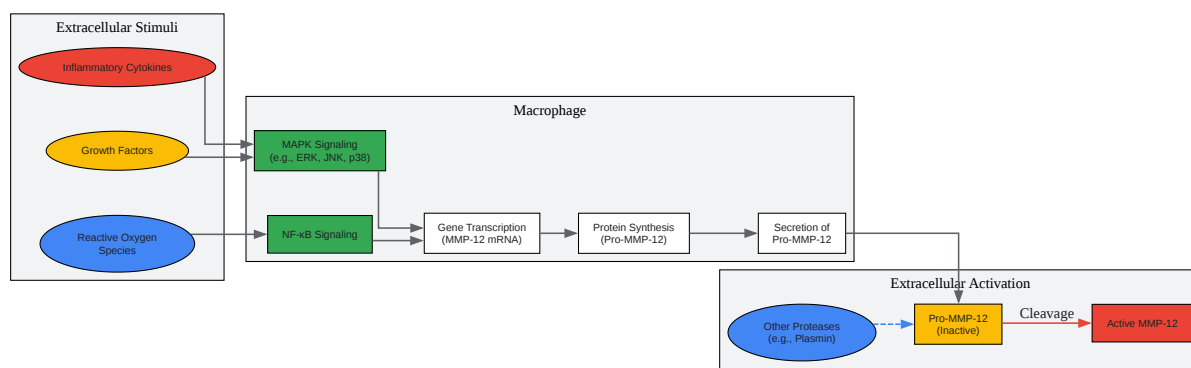 Extracellular Stimuli
Inflammatory Cytokines
Growth Factors
Reactive Oxygen
Species
Macrophage
MAPK Signaling
(e.g., ERK, JNK, p38)
NF-κB Signaling
Gene Transcription
(MMP-12 mRNA)
Protein Synthesis
(Pro-MMP-12)
Secretion of
Pro-MMP-12
Extracellular Activation
Other Proteases
(e.g., Plasmin)
Pro-MMP-12
(Inactive)
Cleavage
Active MMP-12